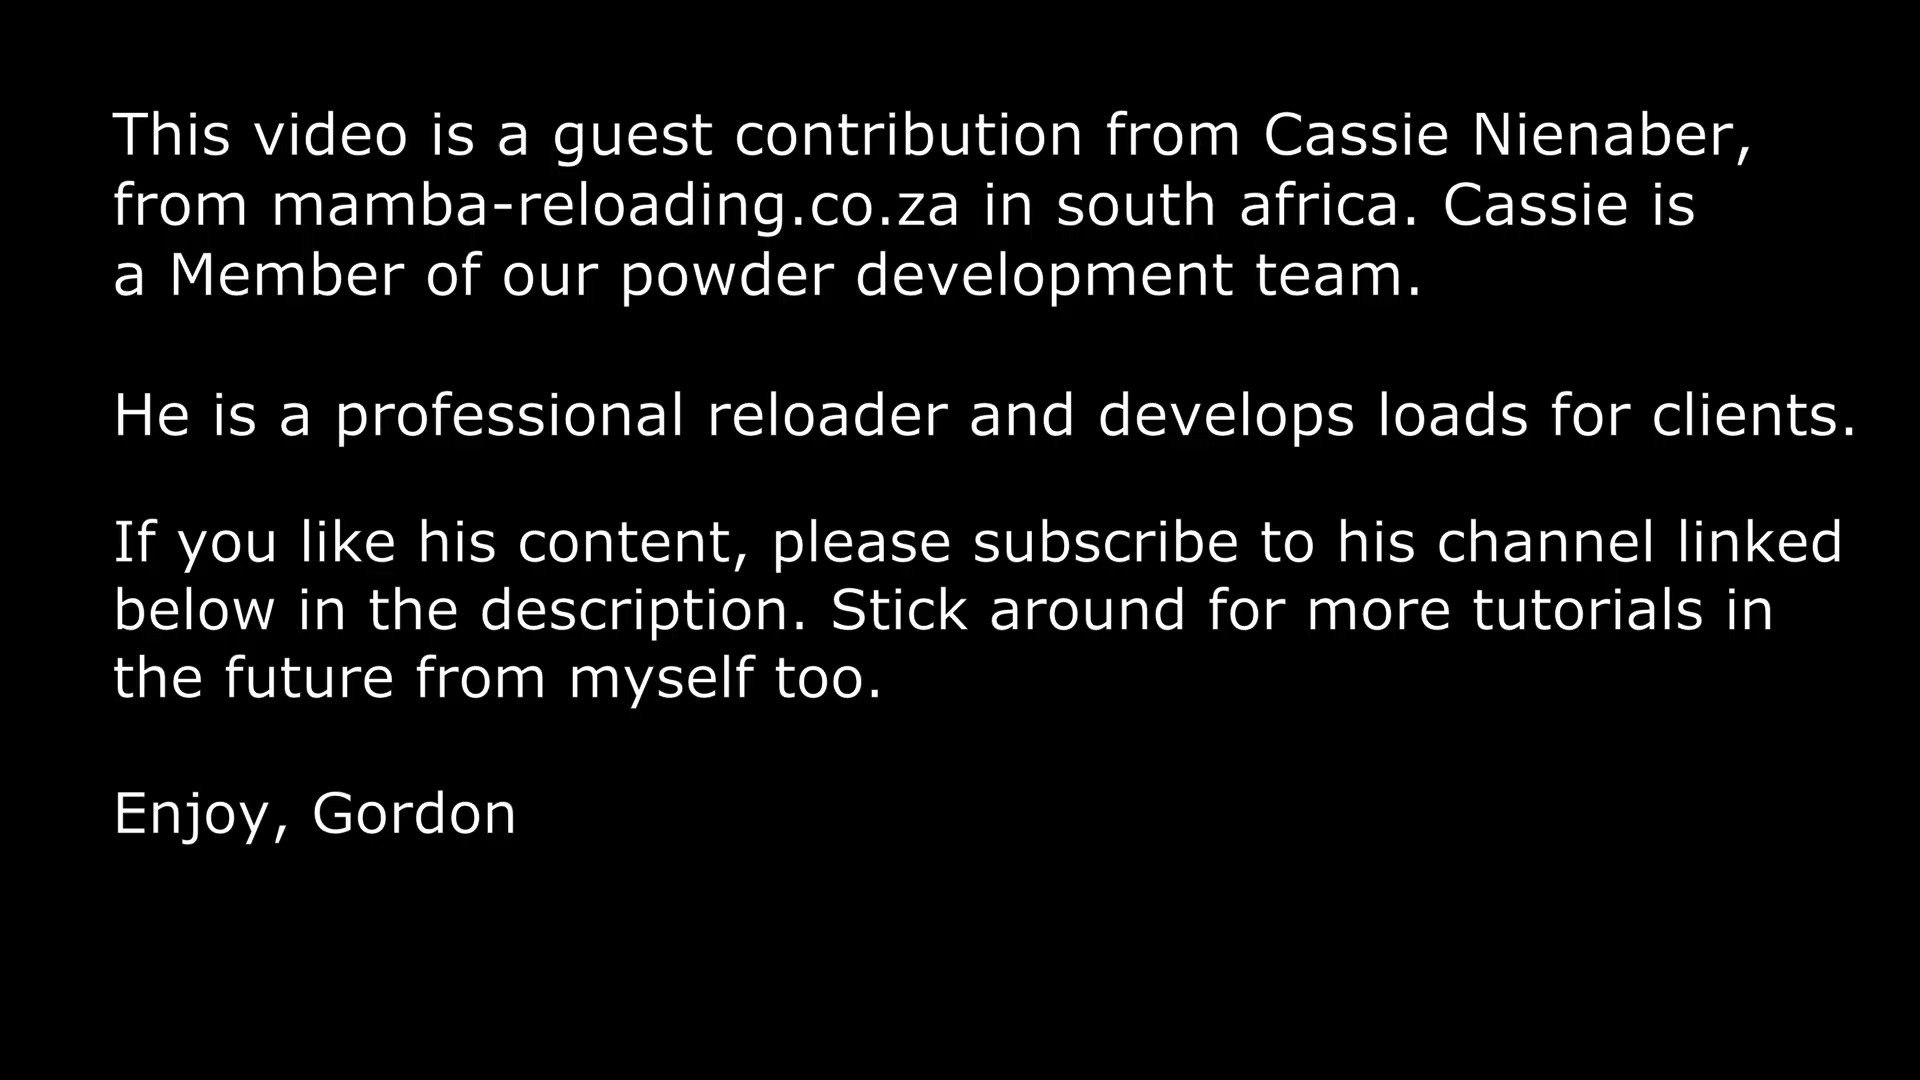 This video is a guest contribution from Cassie Nienaber,
from mamba-reloading.co.za in south africa. Cassie is
a Member of our powder development team.
He is a professional reloader and develops loads for clients.
If you like his content, please subscribe to his channel linked
below in the description. Stick around for more tutorials in
the future from myself too.
Enjoy, Gordon